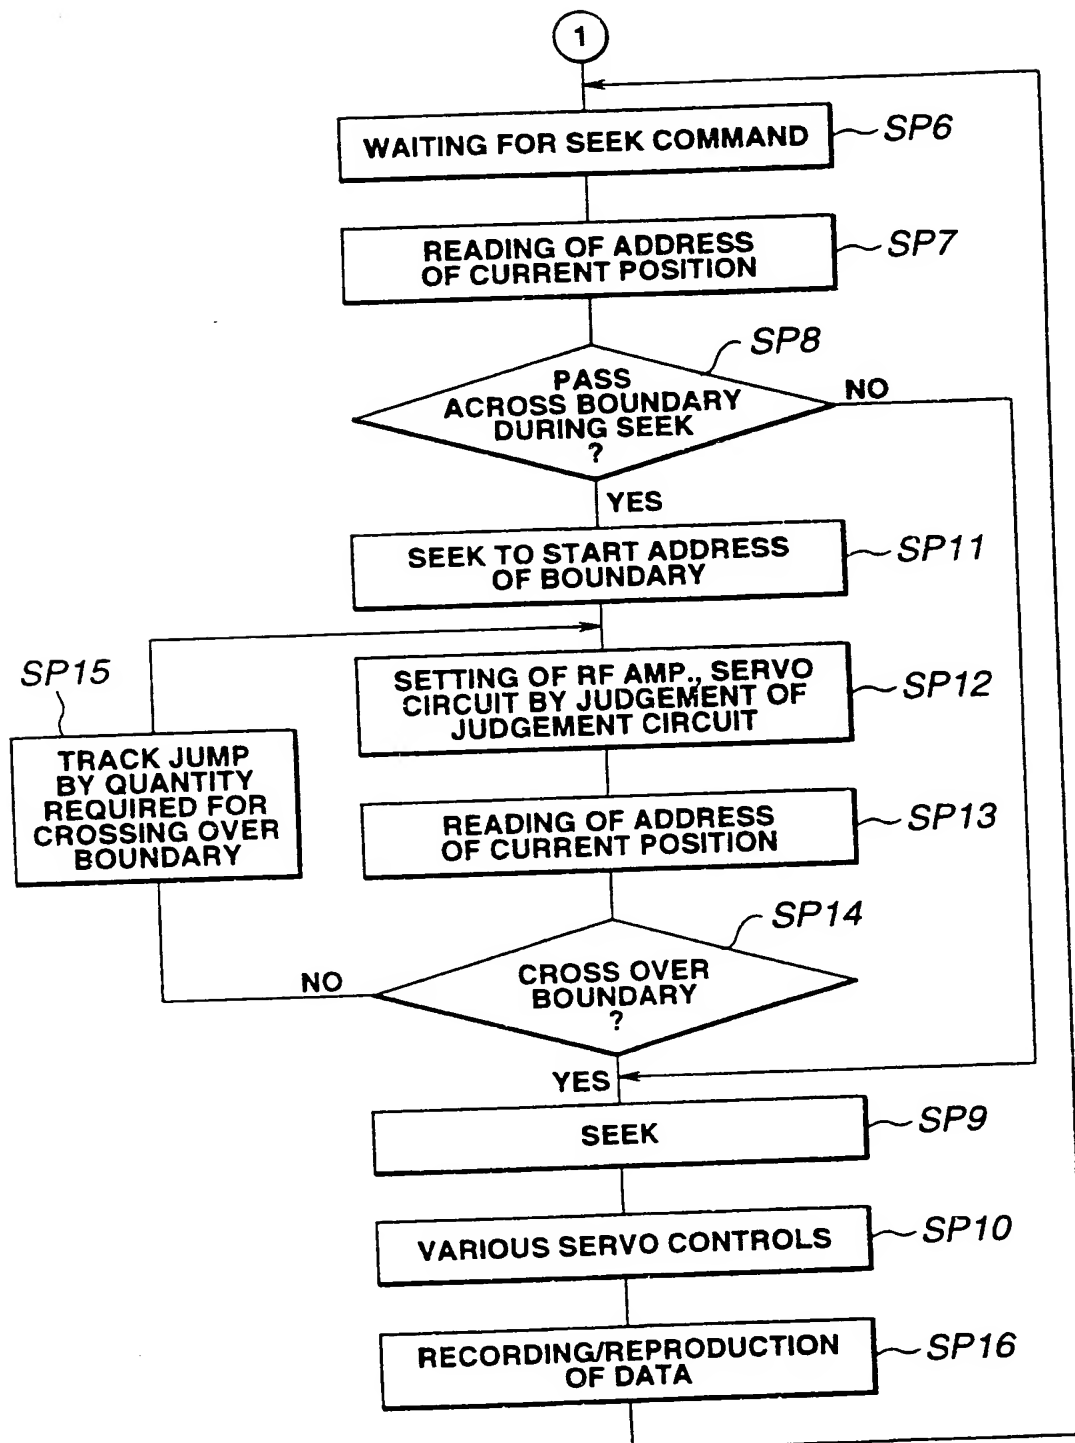 1
WAITING FOR SEEK COMMAND
SP6
READING OF ADDRESS
OF CURRENT POSITION
SP7
SP8
PASS
ACROSS BOUNDARY
DURING SEEK
?
NO
YES
SEEK TO START ADDRESS
OF BOUNDARY
SP11
SP15
TRACK JUMP
BY QUANTITY
REQUIRED FOR
CROSSING OVER
BOUNDARY
SETTING OF RF AMP., SERVO
CIRCUIT BY JUDGEMENT OF
JUDGEMENT CIRCUIT
SP12
READING OF ADDRESS
OF CURRENT POSITION
SP13
SP14
CROSS OVER
BOUNDARY
?
NO
YES
SEEK
SP9
VARIOUS SERVO CONTROLS
SP10
RECORDING/REPRODUCTION
OF DATA
SP16